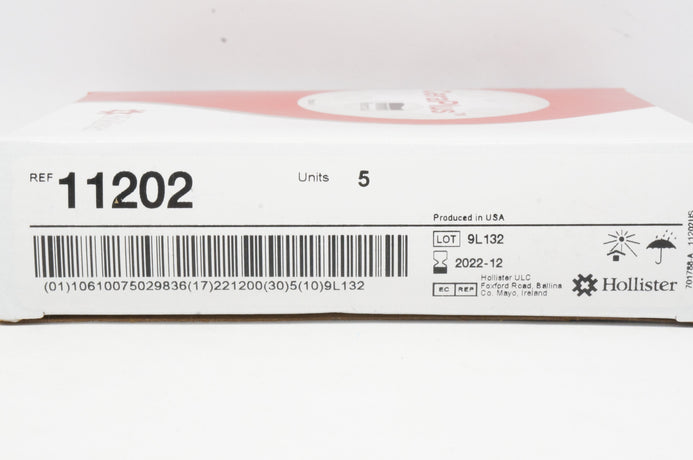 REF 11202
Units 5
Produced in USA
LOT 9L132
2022-12
EC REP
Hollister ULC
Foxford Road, Ballina
Co. Mayo, Ireland
Hollister
(01)10610075029836(17)221200(30)5(10)9L132